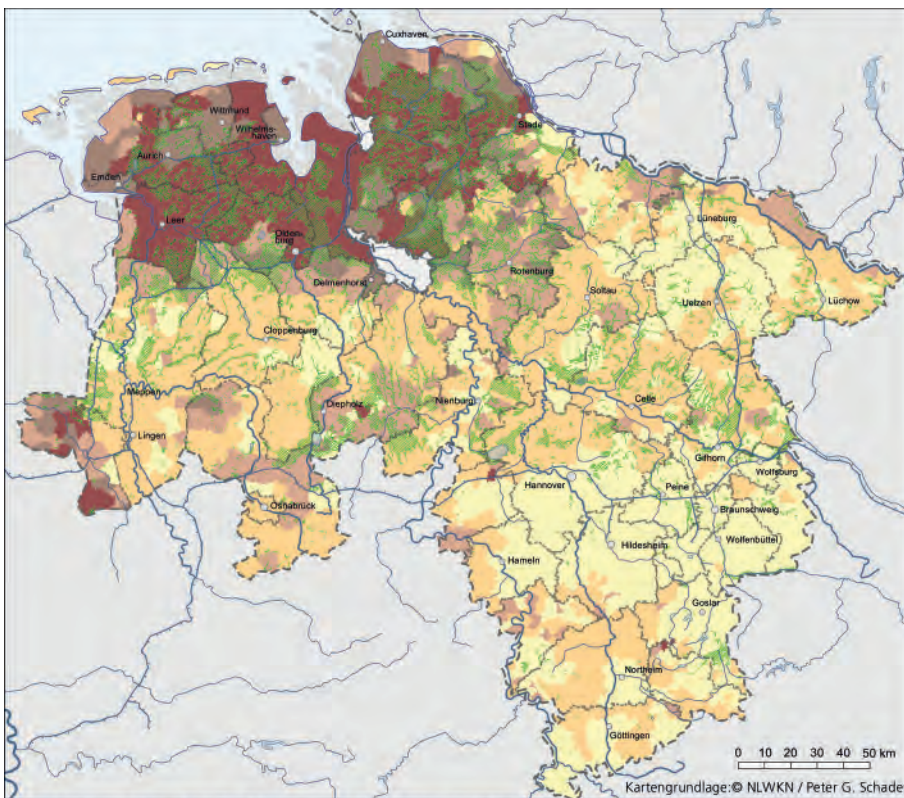 Cuxhaven
Wittmund
Wilhelms-
haven
Stade
Aurich
Emden
Leer
Olden-
burg
Lüneburg
Delmenhorst
Rotenburg
Soltau
Uelzen
Lüchow
Cloppenburg
Meppen
Diepholz
Nienburg
Celle
Lingen
Gifhorn
Wolfsburg
Hannover
Peine
Osnabrück
Braunschweig
Hildesheim
Wolfenbüttel
Hameln
Goslar
Northeim
Göttingen
0 10 20 30 40 50 km
Kartengrundlage:© NLWKN / Peter G. Schade